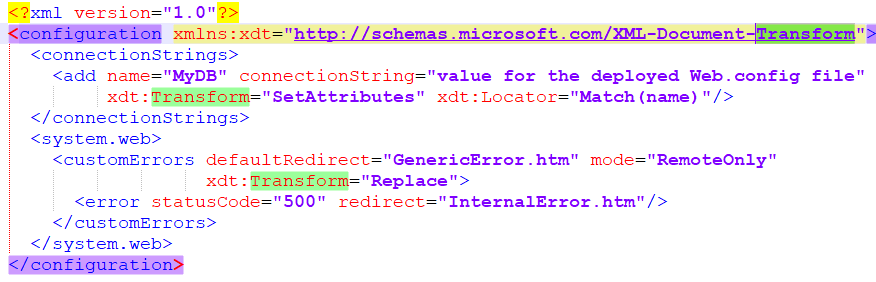 <?xml version="1.0"?>
<configuration xmlns:xdt="http://schemas.microsoft.com/XML-Document-Transform">
  <connectionStrings>
    <add name="MyDB" connectionString="value for the deployed Web.config file"
         xdt:Transform="SetAttributes" xdt:Locator="Match(name)"/>
  </connectionStrings>
  <system.web>
    <customErrors defaultRedirect="GenericError.htm" mode="RemoteOnly"
                  xdt:Transform="Replace">
      <error statusCode="500" redirect="InternalError.htm"/>
    </customErrors>
  </system.web>
</configuration>